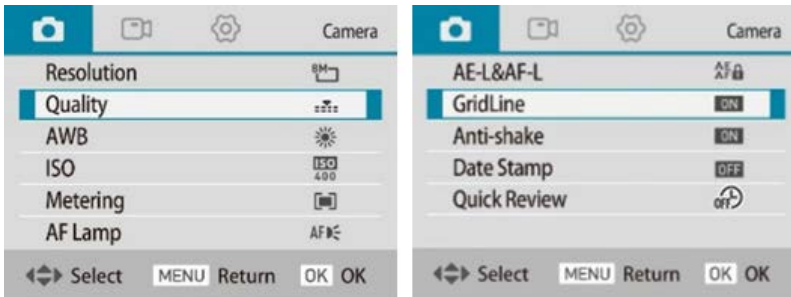 Camera
Resolution 8M
Quality
AWB
ISO ISO 400
Metering
AF Lamp AF
Select MENU Return OK OK
Camera
AE-L&AF-L AE AF
GridLine ON
Anti-shake ON
Date Stamp OFF
Quick Review OFF
Select MENU Return OK OK